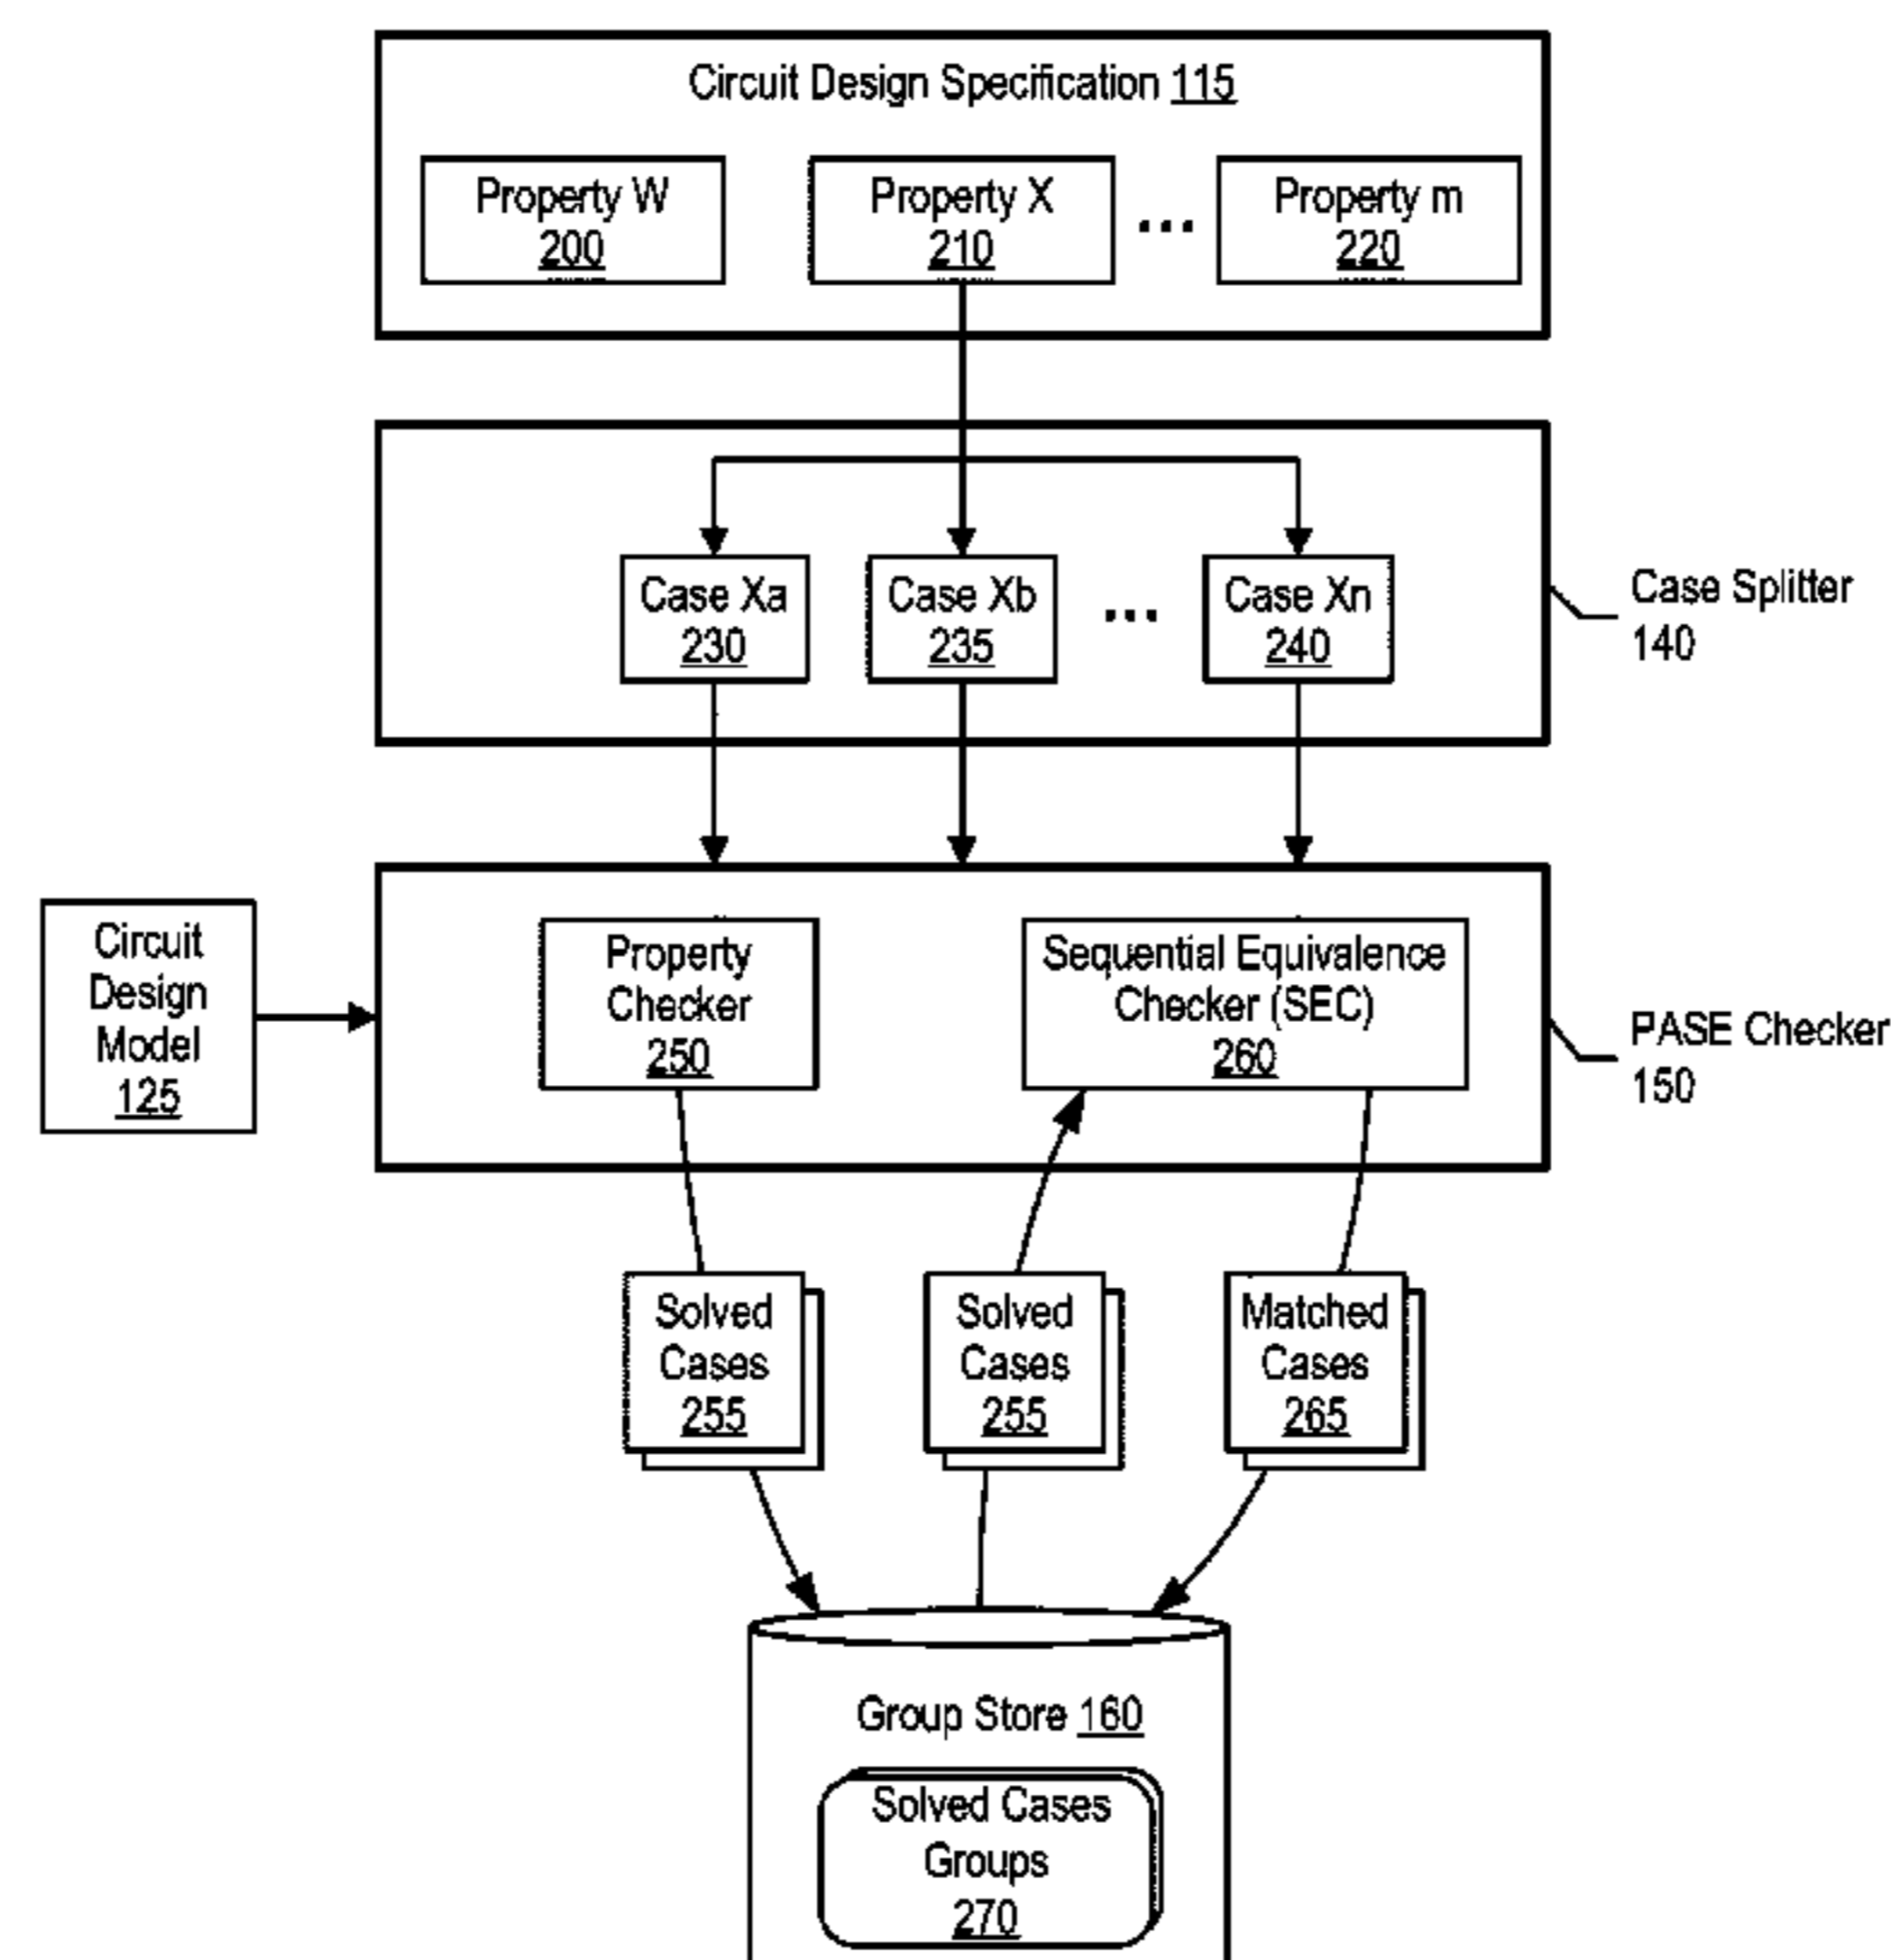 Circuit Design Specification 115
Property W
200
Property X
210
...
Property m
220
Case Xa
230
Case Xb
235
...
Case Xn
240
Case Splitter
140
Circuit
Design
Model
125
Property
Checker
250
Sequential Equivalence
Checker (SEC)
260
PASE Checker
150
Solved
Cases
255
Solved
Cases
255
Matched
Cases
265
Group Store 160
Solved Cases
Groups
270